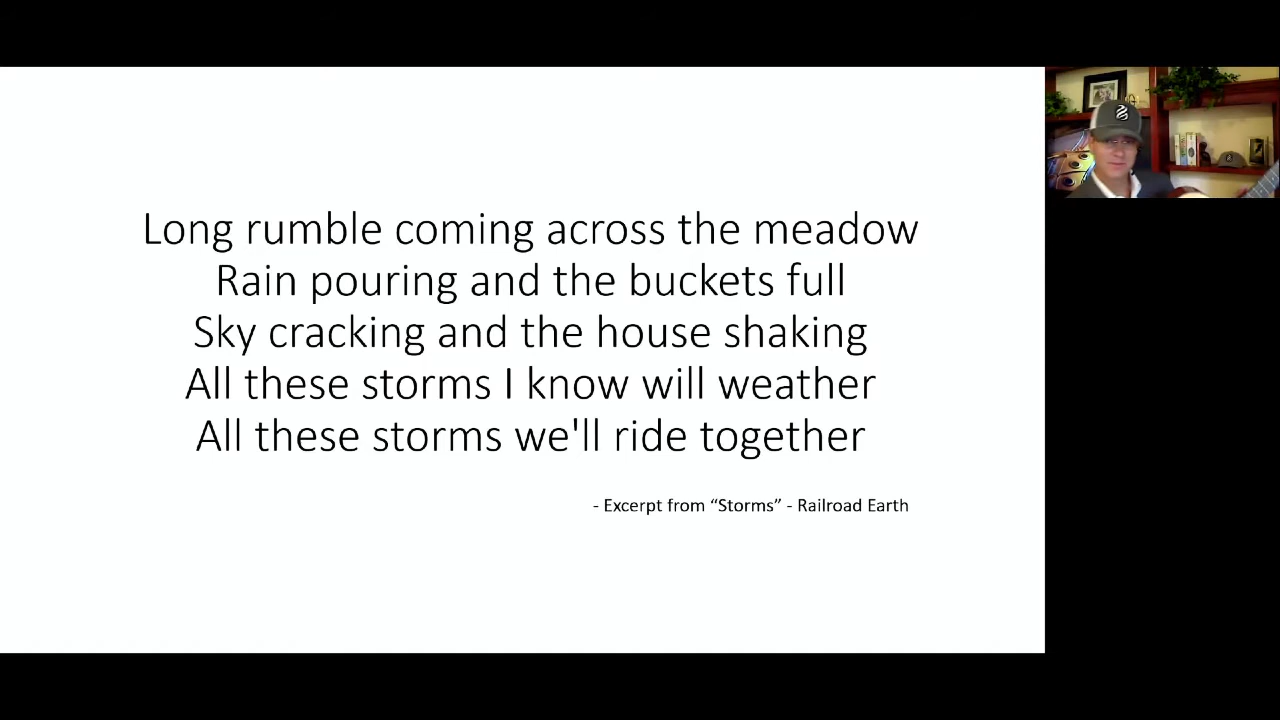 Long rumble coming across the meadow
Rain pouring and the buckets full
Sky cracking and the house shaking
All these storms I know will weather
All these storms we'll ride together
- Excerpt from “Storms” - Railroad Earth